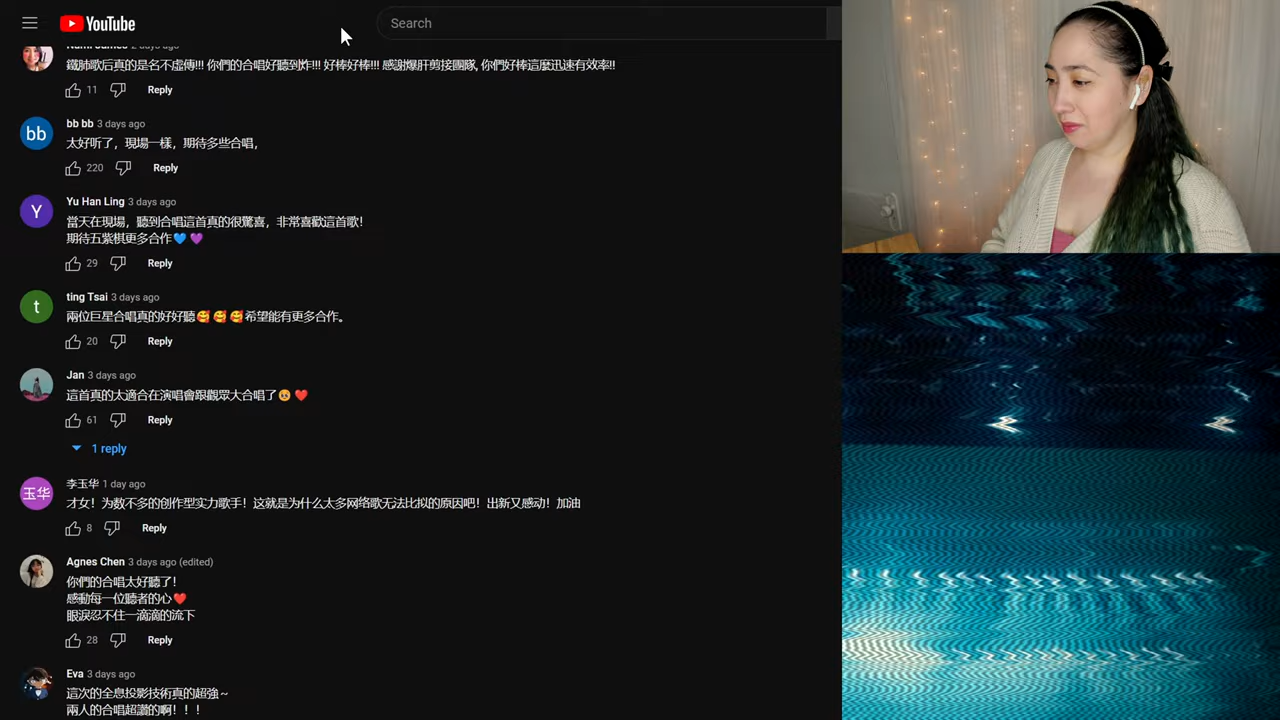 YouTube
Search
Nami James 2 days ago
鐵肺歌后真的是名不虛傳!!! 你們的合唱好聽到炸!!! 好棒好棒!!! 感謝爆肝剪接團隊, 你們好棒這麼迅速有效率!!
11 Reply
bb
bb bb 3 days ago
太好听了，現場一樣，期待多些合唱,
220 Reply
Y
Yu Han Ling 3 days ago
當天在現場，聽到合唱這首真的很驚喜，非常喜歡這首歌！
期待五紫棋更多合作💙💜
29 Reply
t
ting Tsai 3 days ago
兩位巨星合唱真的好好聽🥰🥰🥰希望能有更多合作。
20 Reply
Jan 3 days ago
這首真的太適合在演唱會跟觀眾大合唱了🥹❤️
61 Reply
1 reply
玉华
李玉华 1 day ago
才女！为数不多的创作型实力歌手！这就是为什么太多网络歌无法比拟的原因吧！出新又感动！加油
8 Reply
Agnes Chen 3 days ago (edited)
你們的合唱太好聽了！
感動每一位聽者的心❤️
眼淚忍不住一滴滴的流下
28 Reply
Eva 3 days ago
這次的全息投影技術真的超強~
兩人的合唱超讚的啊！！！